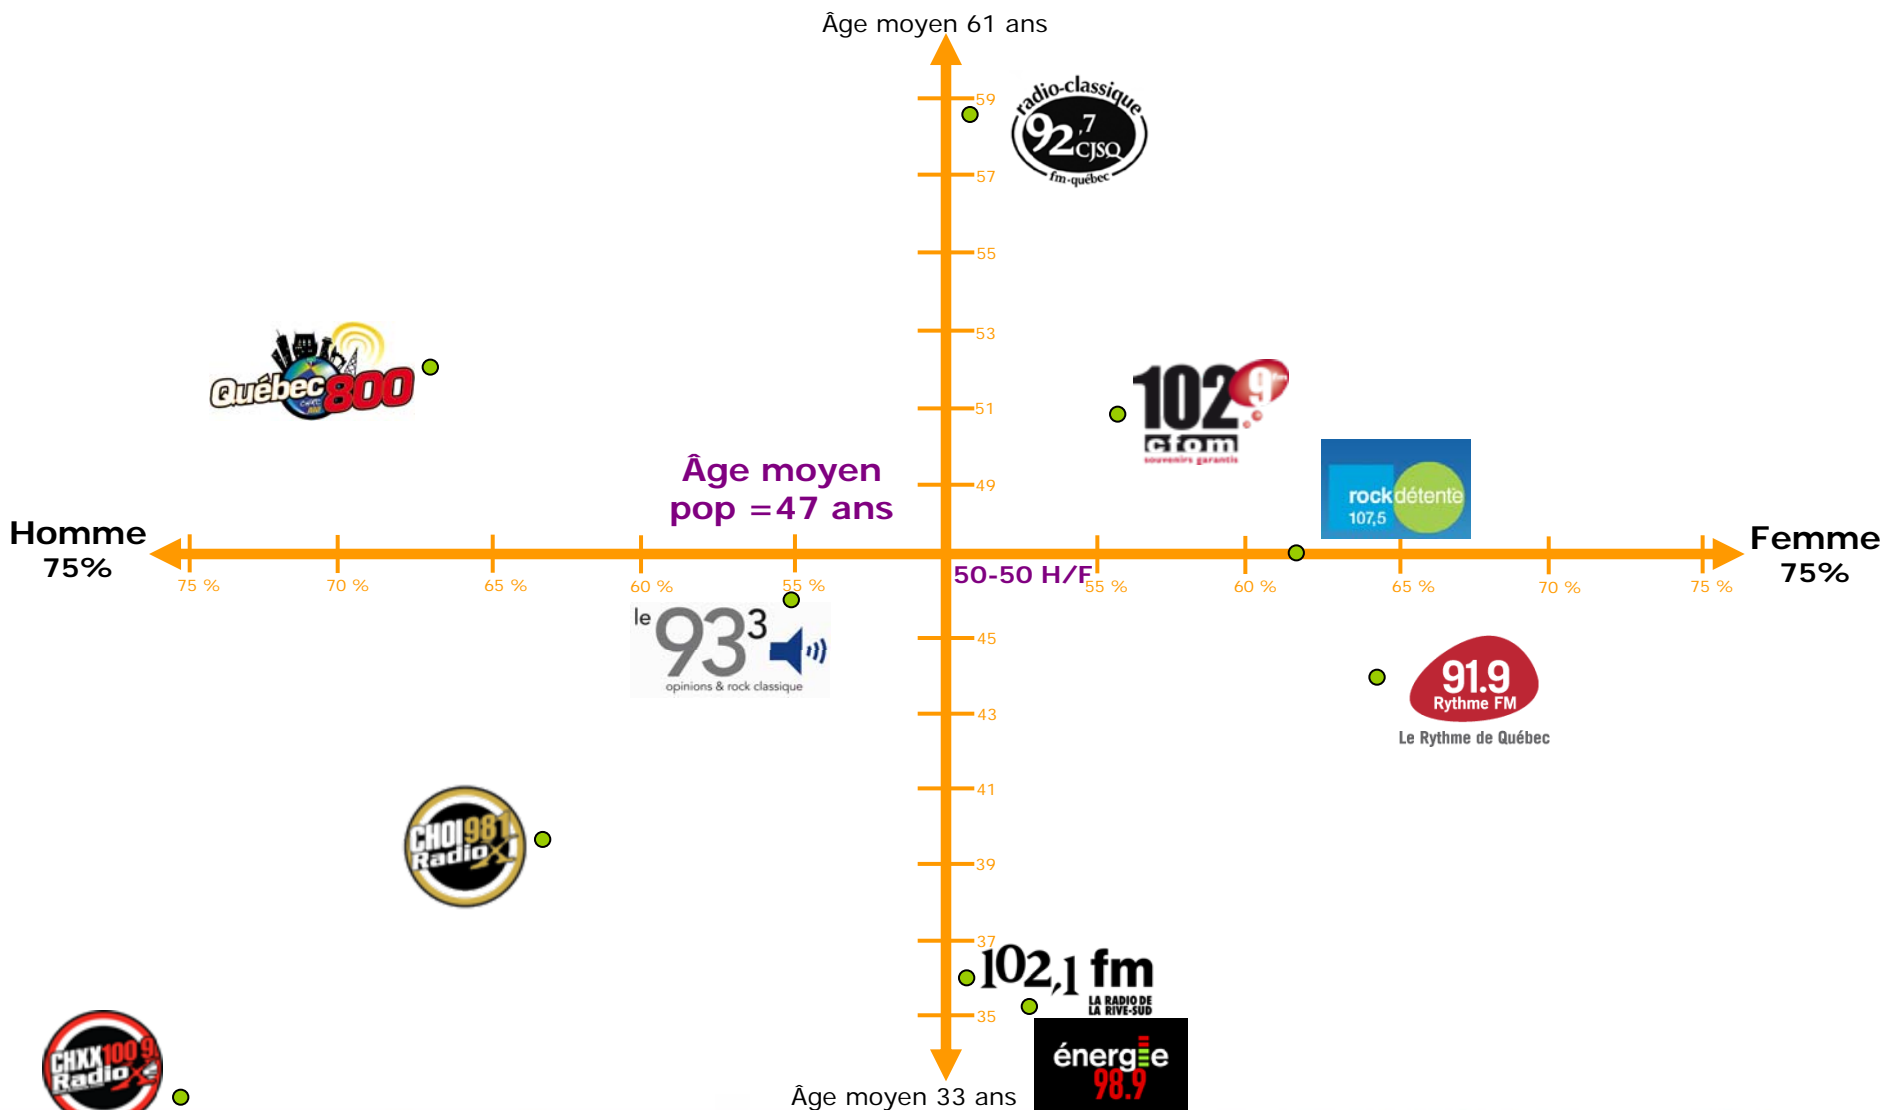 Âge moyen 61 ans
59
radio-classique
92,7
CJSQ
fm-québec
57
55
53
Québec 800
102,9 fm
cfom
souvenirs garantis
51
Âge moyen
pop =47 ans
49
rock détente
107,5
Homme
75%
Femme
75%
75 %
70 %
65 %
60 %
55 %
50-50 H/F
55 %
60 %
65 %
70 %
75 %
le 93³
opinions & rock classique
45
91.9
Rythme FM
Le Rythme de Québec
43
41
CHOI 981
Radio X
39
37
102,1 fm
LA RADIO DE
LA RIVE-SUD
35
CHXX 100 9
Radio X
énergie
98.9
Âge moyen 33 ans